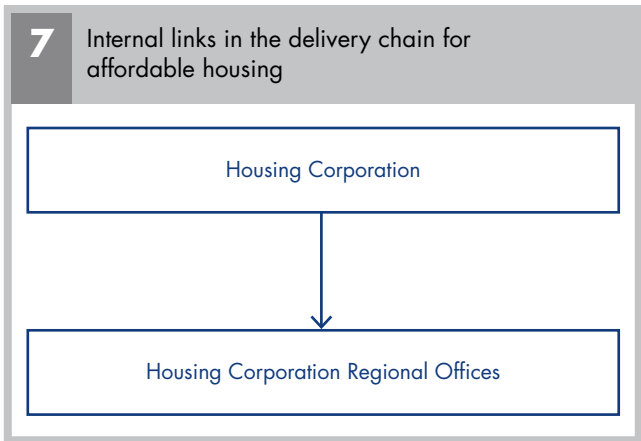 7
Internal links in the delivery chain for
affordable housing
Housing Corporation
Housing Corporation Regional Offices